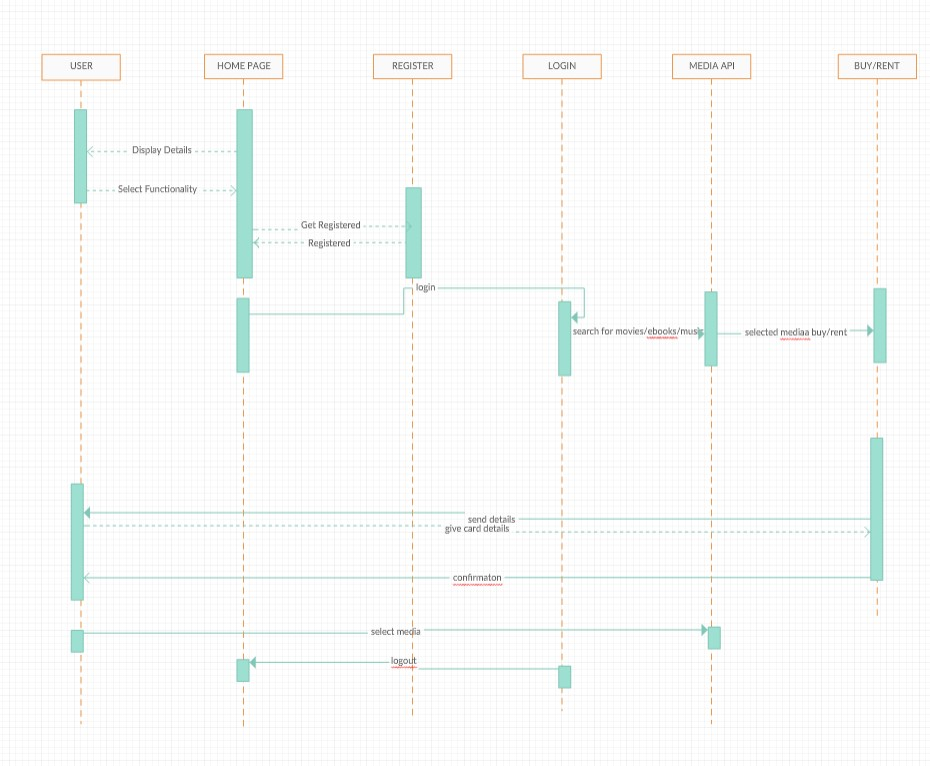 USER
HOME PAGE
REGISTER
LOGIN
MEDIA API
BUY/RENT
Display Details
Select Functionality
Get Registered
Registered
login
search for movies/ebooks/music
selected mediaa buy/rent
send details
give card details
confirmaton
select media
logout